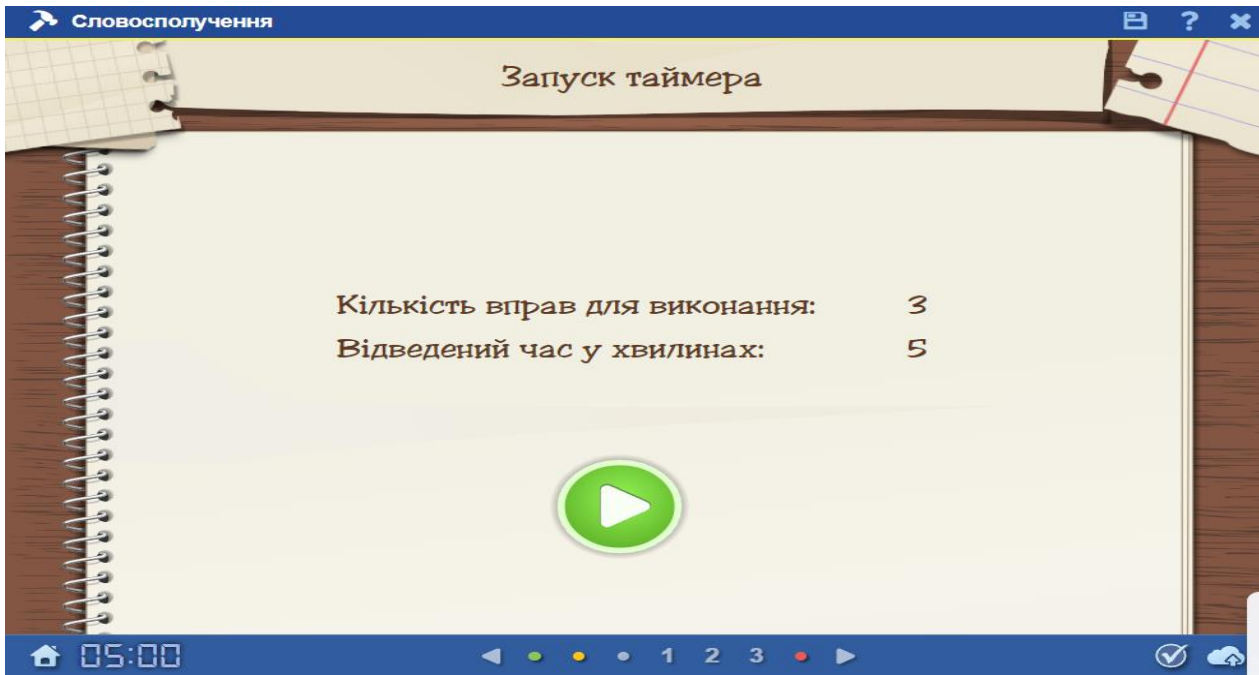 Словосполучення
?
Запуск таймера
Кількість вправ для виконання: 3
Відведений час у хвилинах: 5
05:00
1 2 3